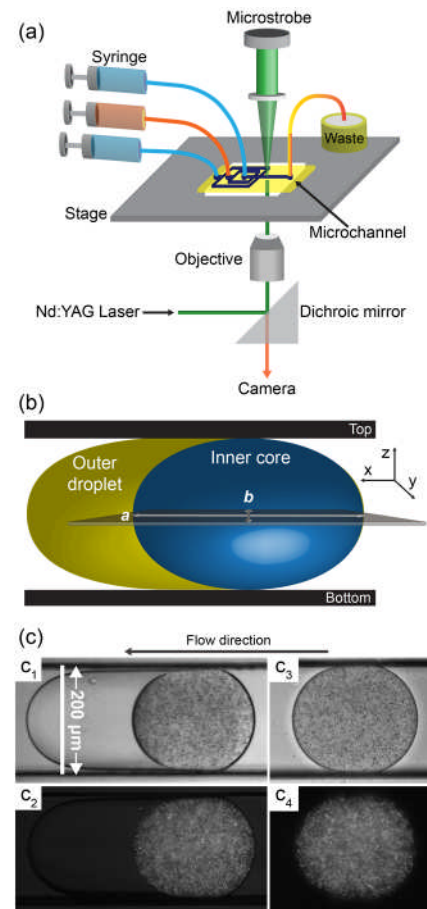 (a)
Microstrobe
Syringe
Waste
Stage
Microchannel
Objective
Nd:YAG Laser
Dichroic mirror
Camera
(b)
Top
Outer
droplet
Inner core
z
x
y
b
a
Bottom
(c)
Flow direction
C1
C3
200 µm
C2
C4